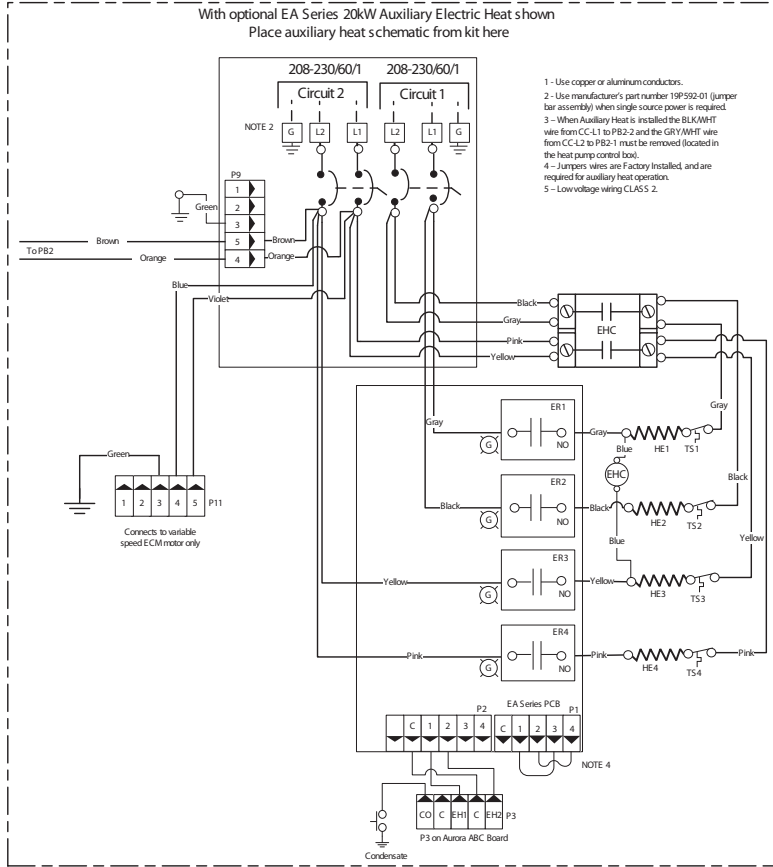 With optional EA Series 20kW Auxiliary Electric Heat shown
Place auxiliary heat schematic from kit here
208-230/60/1
208-230/60/1
Circuit 2
Circuit 1
NOTE 2
G
L2
L1
L2
L1
G
1 - Use copper or aluminum conductors.
2 - Use manufacturer's part number 19P592-01 (jumper
bar assembly) when single source power is required.
3 – When Auxiliary Heat is installed the BLK/WHT
wire from CC-L1 to PB2-2 and the GRY/WHT wire
from CC-L2 to PB2-1 must be removed (located in
the heat pump control box).
4 – Jumpers wires are Factory Installed, and are
required for auxiliary heat operation.
5 – Low voltage wiring CLASS 2.
P9
1
2
3
5
4
Green
To PB2
Brown
Orange
Brown
Orange
Blue
Violet
Black
Gray
Pink
Yellow
EHC
Gray
ER1
NO
G
Gray
Blue
HE1
TS1
Gray
EHC
Black
ER2
NO
G
Black
HE2
TS2
Black
Blue
Yellow
ER3
NO
G
Yellow
HE3
TS3
Yellow
Pink
ER4
NO
G
Pink
HE4
TS4
Pink
Green
1
2
3
4
5
P11
Connects to variable
speed ECM motor only
P2
C
1
2
3
4
EA Series PCB
P1
C
1
2
3
4
NOTE 4
CO
C
EH1
C
EH2
P3
P3 on Aurora ABC Board
Condensate